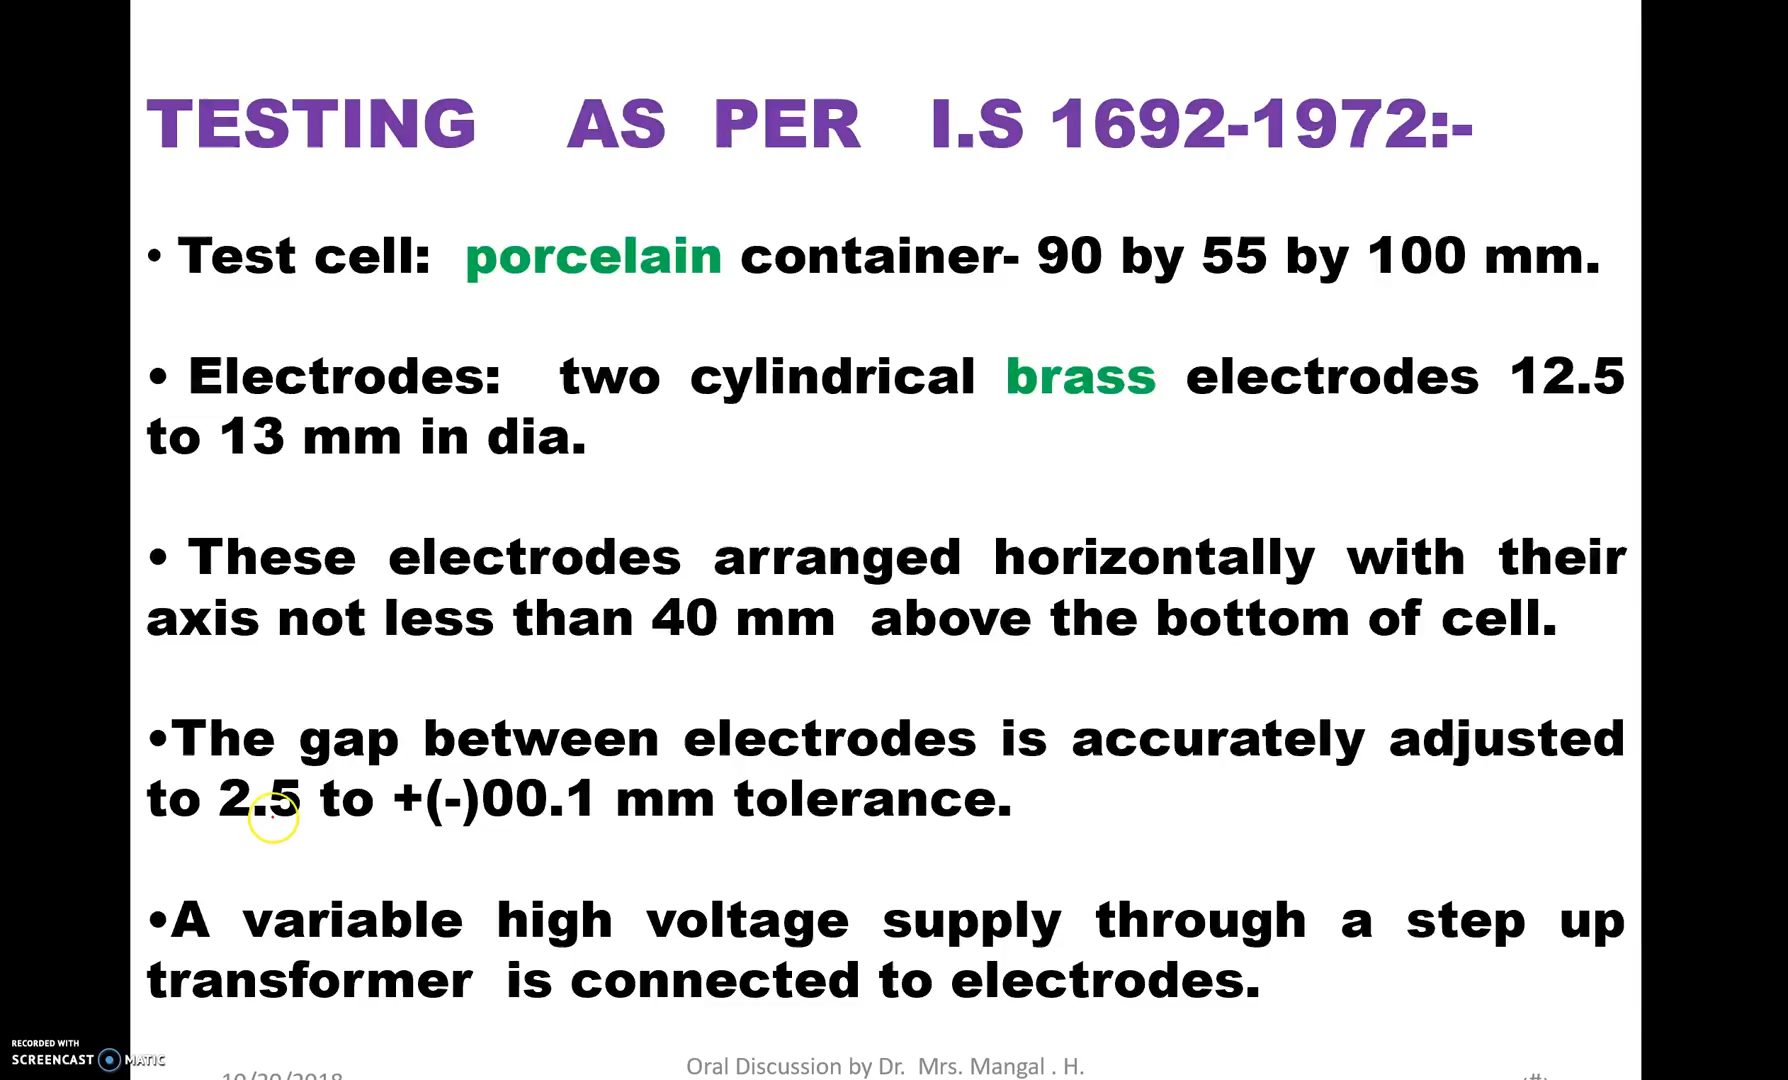 TESTING AS PER I.S 1692-1972:-
• Test cell: porcelain container- 90 by 55 by 100 mm.
• Electrodes: two cylindrical brass electrodes 12.5
to 13 mm in dia.
• These electrodes arranged horizontally with their
axis not less than 40 mm above the bottom of cell.
•The gap between electrodes is accurately adjusted
to 2.5 to +(-)00.1 mm tolerance.
•A variable high voltage supply through a step up
transformer is connected to electrodes.
RECORDED WITH
SCREENCAST MATIC
Oral Discussion by Dr. Mrs. Mangal . H.